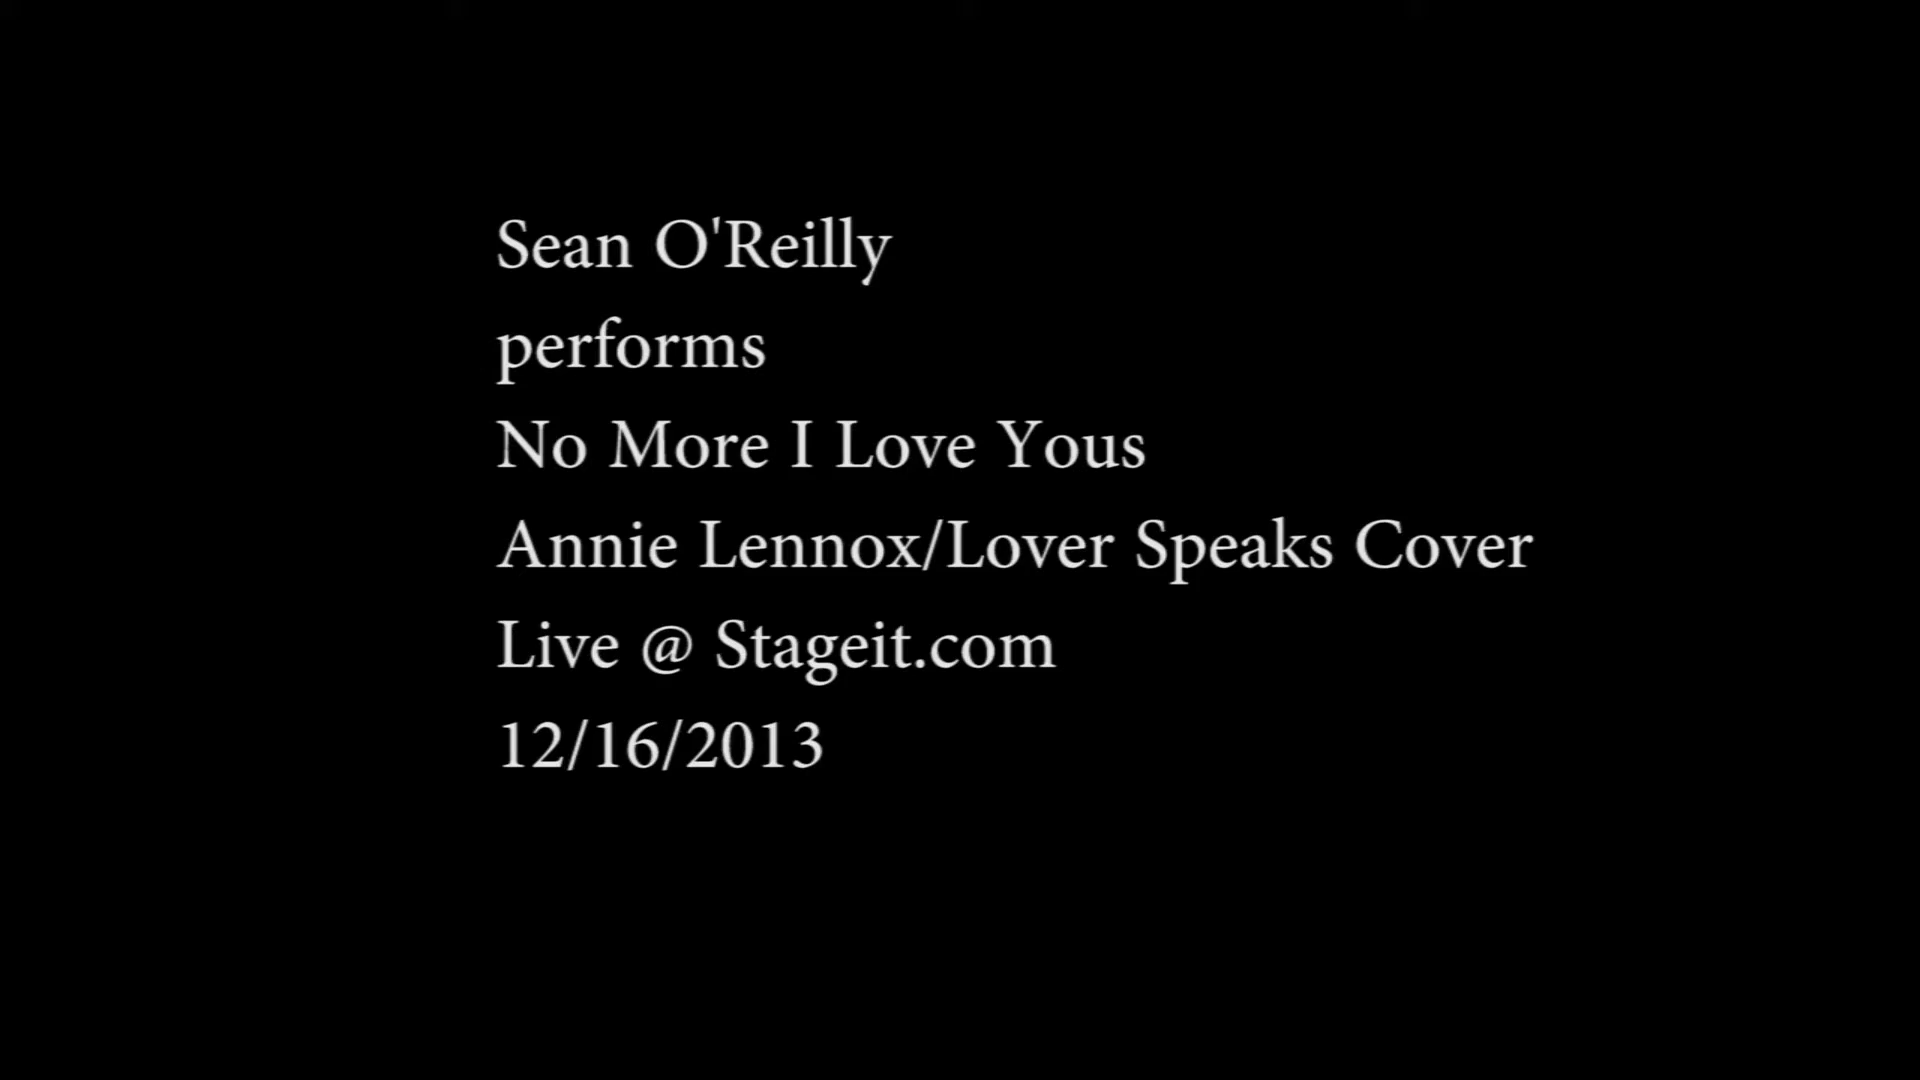 Sean O'Reilly
performs
No More I Love Yous
Annie Lennox/Lover Speaks Cover
Live @ Stageit.com
12/16/2013